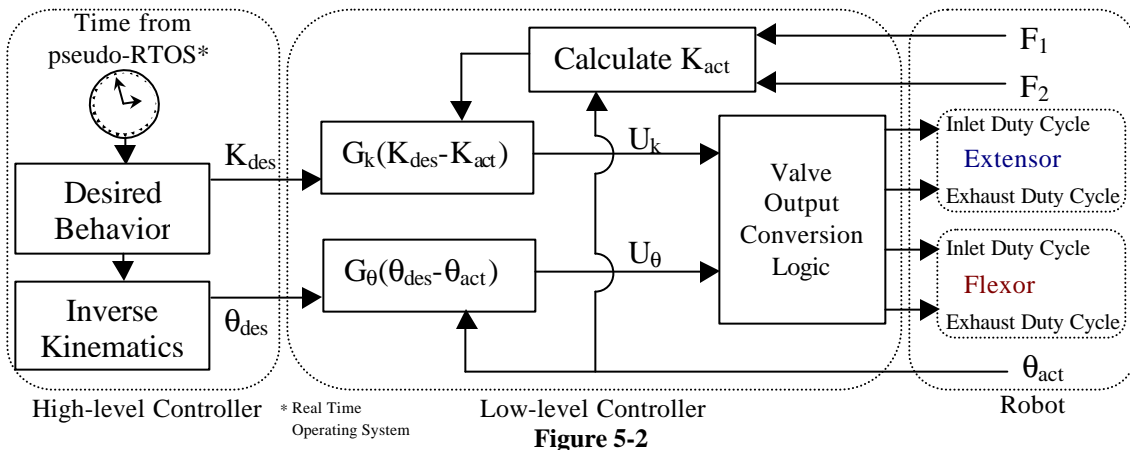 Time from
pseudo-RTOS*
Desired
Behavior
Inverse
Kinematics
K_des
θ_des
High-level Controller
* Real Time
Operating System
Calculate K_act
G_k(K_des-K_act)
G_θ(θ_des-θ_act)
U_k
U_θ
Valve
Output
Conversion
Logic
Low-level Controller
F_1
F_2
Inlet Duty Cycle
Extensor
Exhaust Duty Cycle
Inlet Duty Cycle
Flexor
Exhaust Duty Cycle
θ_act
Robot
Figure 5-2